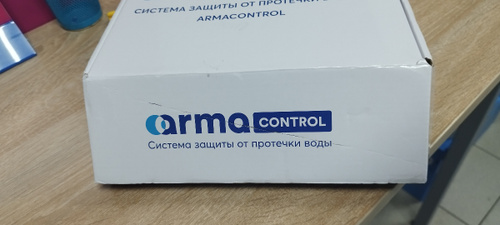 СИСТЕМА ЗАЩИТЫ ОТ ПРОТЕЧКИ
ARMACONTROL
arma CONTROL
Система защиты от протечки воды